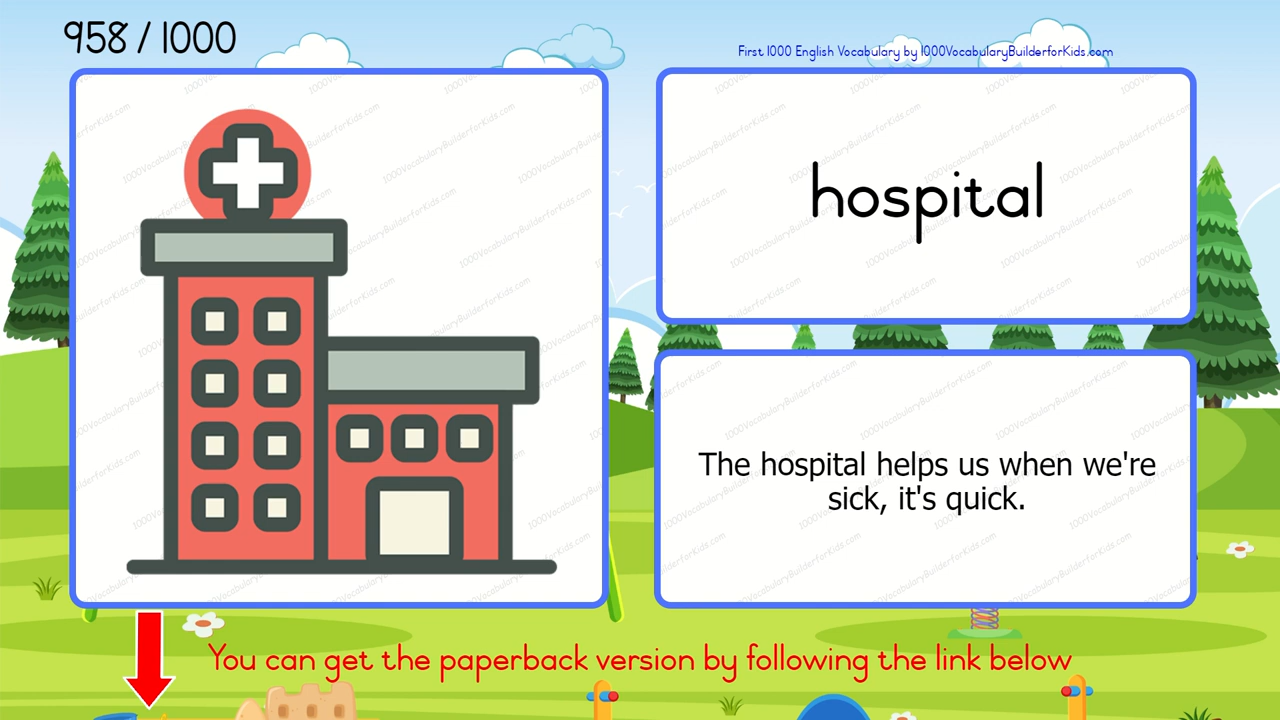 958 / 1000
First 1000 English Vocabulary by 1000VocabularyBuilderforKids.com
hospital
The hospital helps us when we're
sick, it's quick.
You can get the paperback version by following the link below